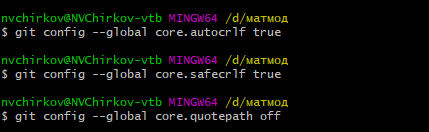 nvchirkov@NVChirkov-vtb MINGW64 /d/матмод
$ git config --global core.autocrlf true
nvchirkov@NVChirkov-vtb MINGW64 /d/матмод
$ git config --global core.safecrlf true
nvchirkov@NVChirkov-vtb MINGW64 /d/матмод
$ git config --global core.quotepath off